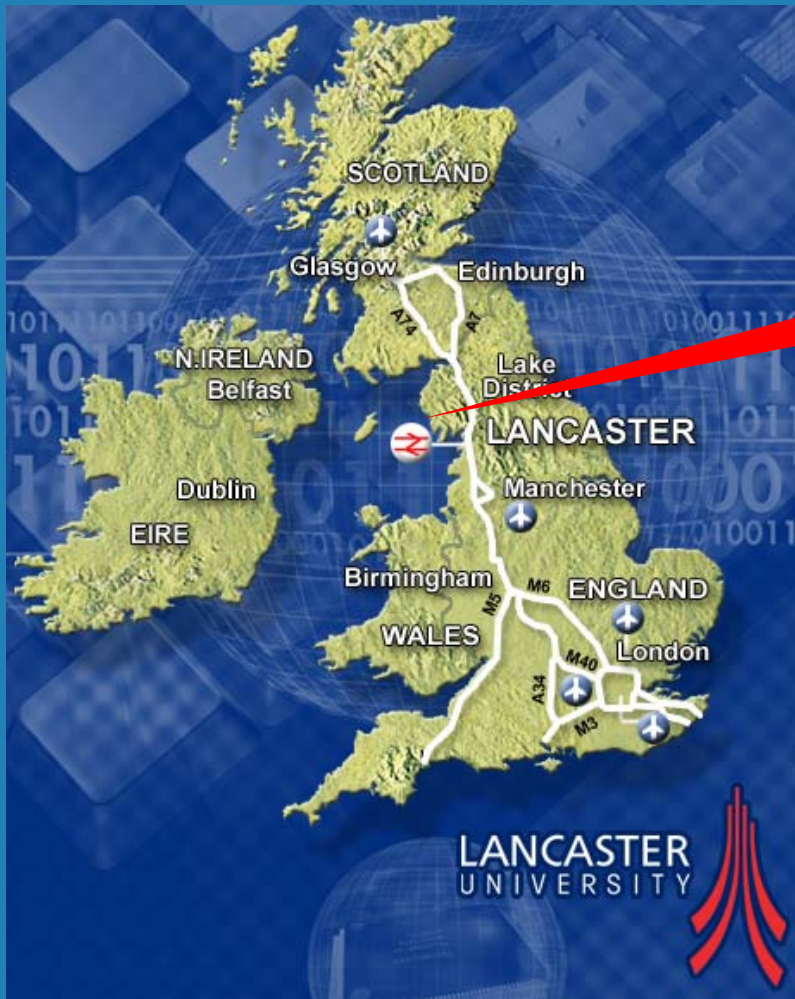 SCOTLAND
Glasgow
Edinburgh
A74
A7
N.IRELAND
Belfast
Lake
District
LANCASTER
Dublin
Manchester
EIRE
Birmingham
M6
ENGLAND
M5
WALES
London
M40
A34
M3
LANCASTER
UNIVERSITY